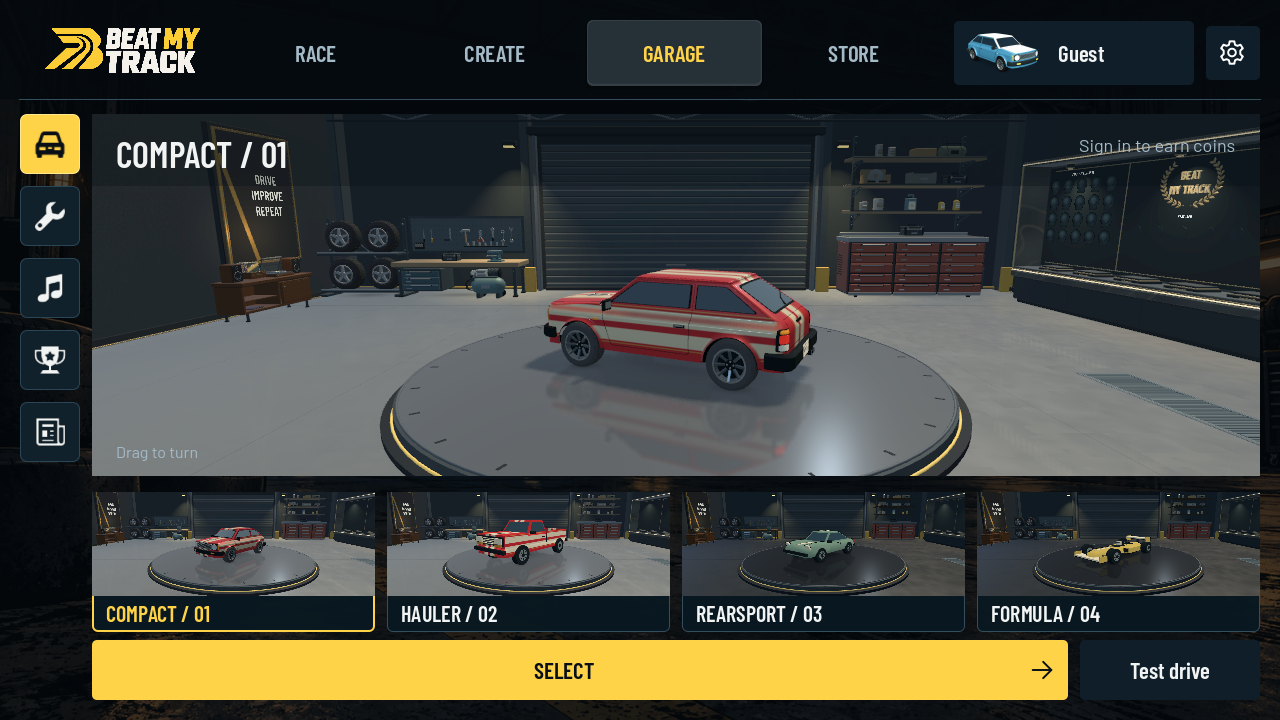 BEAT MY
TRACK
RACE
CREATE
GARAGE
STORE
Guest
COMPACT / 01
Sign in to earn coins
DRIVE
IMPROVE
REPEAT
BEAT
MY TRACK
Drag to turn
COMPACT / 01
HAULER / 02
REARSPORT / 03
FORMULA / 04
SELECT
Test drive